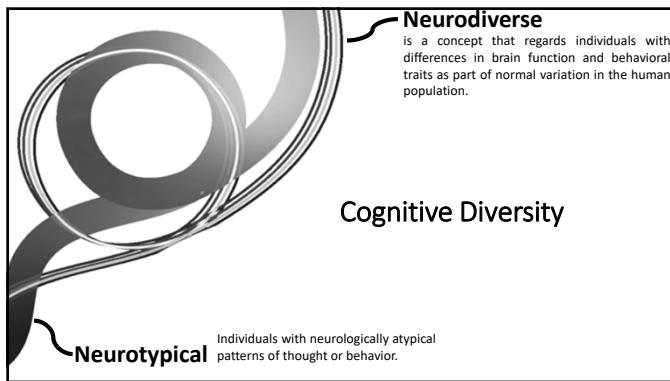 Neurodiverse
is a concept that regards individuals with
differences in brain function and behavioral
traits as part of normal variation in the human
population.
Cognitive Diversity
Neurotypical
Individuals with neurologically atypical
patterns of thought or behavior.